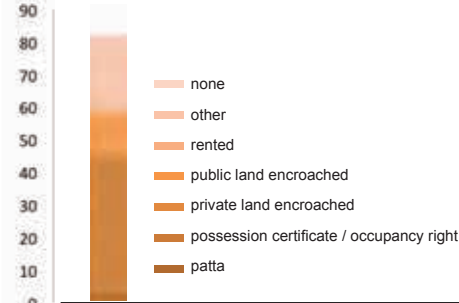 90
80
70
60
50
40
30
20
10
0
none
other
rented
public land encroached
private land encroached
possession certificate / occupancy right
patta